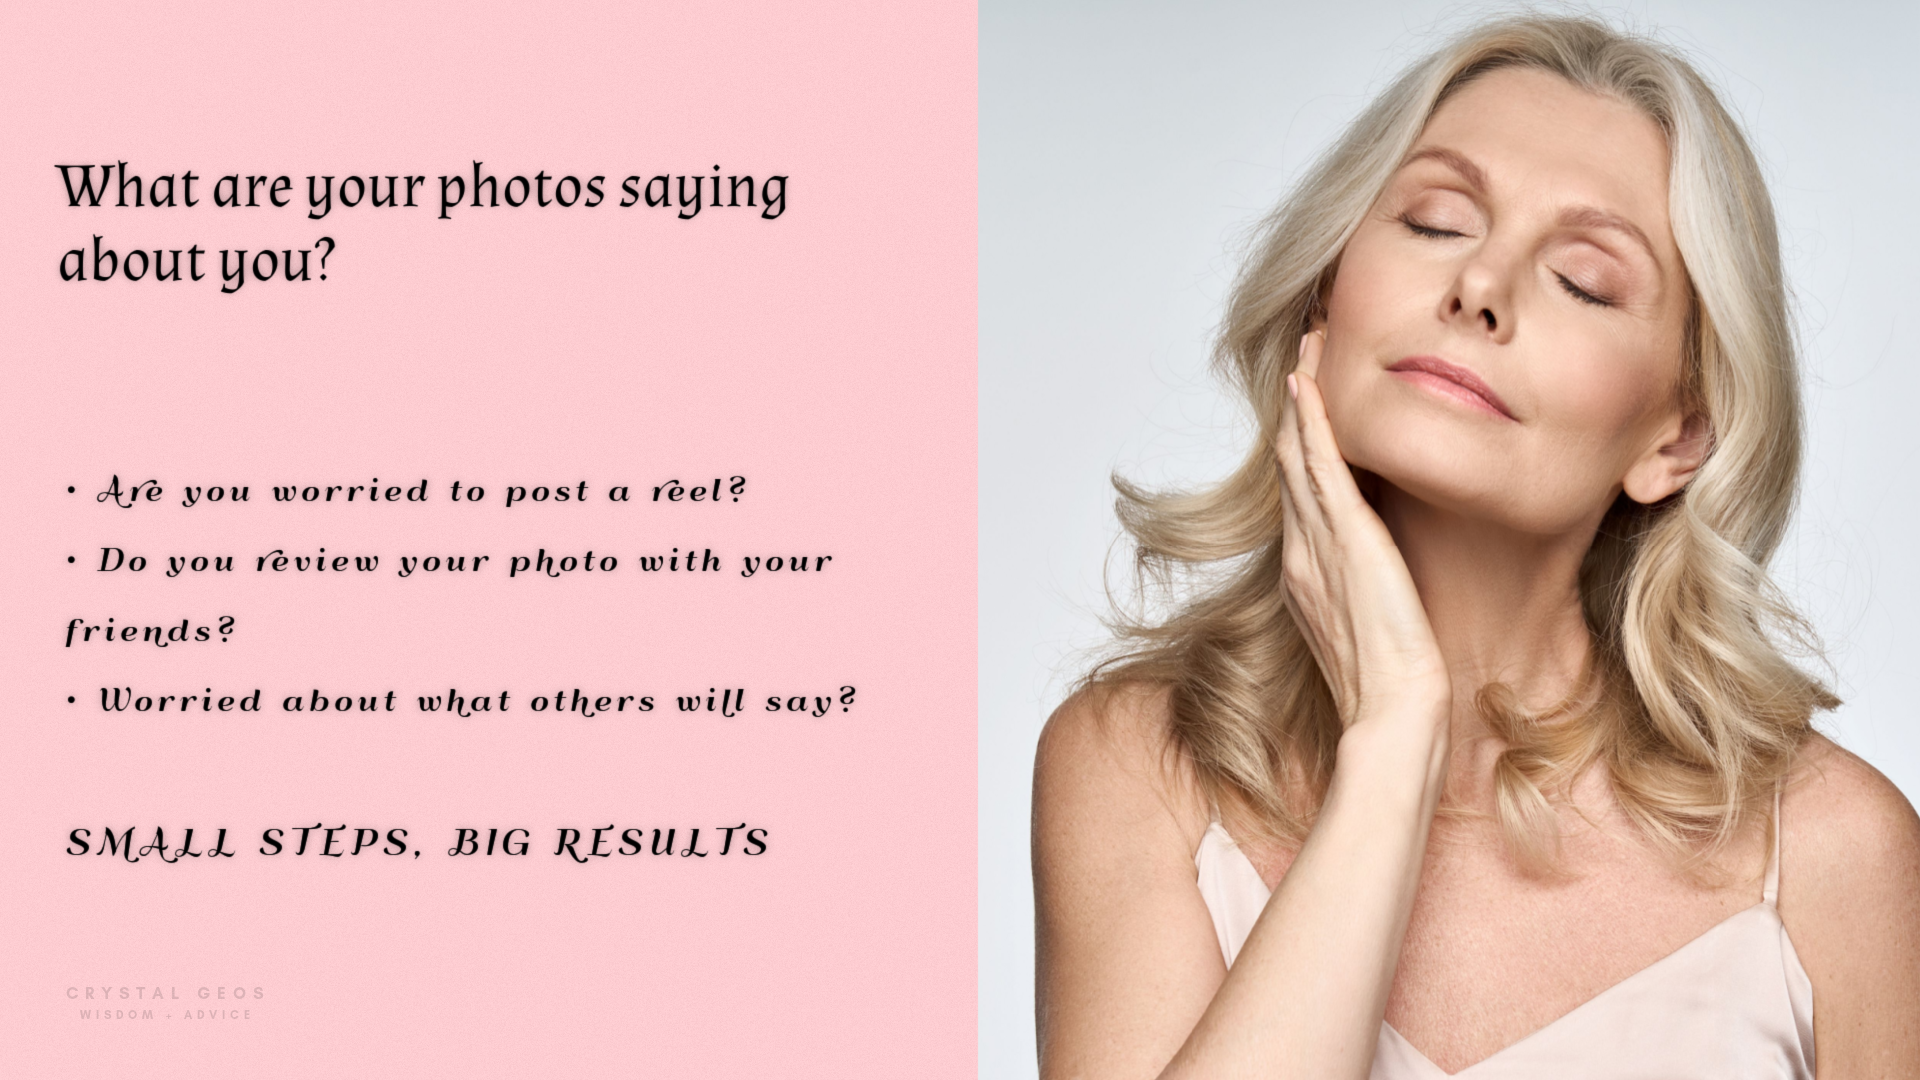 What are your photos saying
about you?
• Are you worried to post a reel?
• Do you review your photo with your
friends?
• Worried about what others will say?
SMALL STEPS, BIG RESULTS
CRYSTAL GEOS
WISDOM + ADVICE